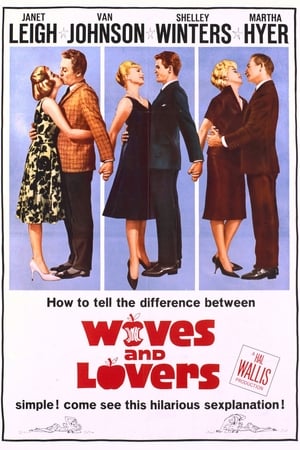 JANET VAN SHELLEY MARTHA
LEIGH ★ JOHNSON ★ WINTERS ★ HYER
How to tell the difference between
WIVES
AND
LOVERS
A HAL
WALLIS
PRODUCTION
simple! come see this hilarious sexplanation!